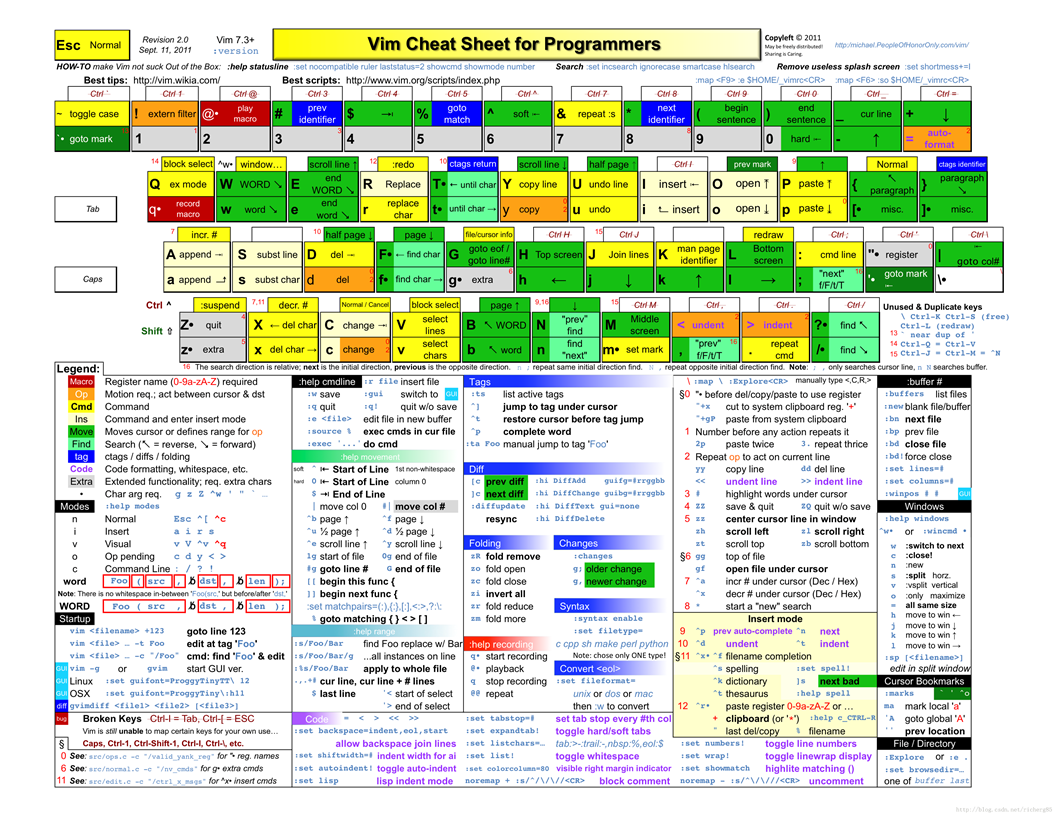 Esc Normal
Revision 2.0
Sept. 11, 2011
Vim 7.3+
:version
Vim Cheat Sheet for Programmers
Copyleft © 2011
May be freely distributed!
Sharing is Caring.
http://michael.PeopleOfHonorOnly.com/vim/
HOW-TO make Vim not suck Out of the Box: :help statusline :set nocompatible ruler laststatus=2 showcmd showmode number Search :set incsearch ignorecase smartcase hlsearch Remove useless splash screen :set shortmess+=I
Best tips: http://vim.wikia.com/ Best scripts: http://www.vim.org/scripts/index.php :map <F9> :e $HOME/_vimrc<CR> :map <F6> :so $HOME/_vimrc<CR>
Ctrl ` Ctrl 1 Ctrl @ Ctrl 3 Ctrl 4 Ctrl 5 Ctrl ^ Ctrl 7 Ctrl 8 Ctrl 9 Ctrl 0 Ctrl _ Ctrl =
~ toggle case ! extern filter @• play macro # prev identifier $ →ı % goto match ^ soft ← & repeat :s * next identifier ( begin sentence ) end sentence _ cur line + ↓
`• goto mark 1 2 3 4 5 6 7 8 9 0 hard ← - ↑ = auto-format
14 block select ^w• window… scroll line ↑ 12 :redo 10 ctags return scroll line ↓ half page ↑ Ctrl I prev mark 9 ↑ Normal ctags identifier
Tab
Q ex mode W WORD ↘ E end WORD ↘ R Replace T• ← until char Y copy line U undo line I insert ← O open ↑ P paste ↑ { ↖ paragraph } paragraph ↘
q• record macro w word ↘ e end word ↘ r replace char t• until char → y copy u undo i insert o open ↓ p paste ↓ [• misc. ]• misc.
7 incr. # 10 half page ↓ page ↓ file/cursor info Ctrl H 15 Ctrl J redraw Ctrl ; Ctrl ' Ctrl \
Caps
A append → S subst line D del → F• ← find char G goto eof / goto line# H Top screen J Join lines K man page identifier L Bottom screen : cmd line "• register | goto col#
a append s subst char d del f• find char → g• extra h ← j ↓ k ↑ l → ; "next" f/F/t/T '• goto mark \•
Ctrl ^ :suspend 7,11 decr. # Normal / Cancel block select page ↑ 9,16 ↓ 15 Ctrl M Ctrl , Ctrl . Ctrl /
Shift ⇧
Z• quit X ← del char C change → V select lines B ↖ WORD N "prev" find M Middle screen < undent > indent ?• find ↖
z• extra x del char → c change v select chars b ↖ word n find "next" m• set mark , "prev" f/F/t/T . repeat cmd /• find ↘
Unused & Duplicate keys
\ Ctrl-K Ctrl-S (free)
Ctrl-L (redraw)
13 ` near dup of '
14 Ctrl-Q = Ctrl-V
15 Ctrl-J = Ctrl-M = ^N
16 The search direction is relative; next is the initial direction, previous is the opposite direction. n ; repeat same initial direction find. N , repeat opposite initial direction find. Note: ; , only searches cursor line, n N searches buffer.
Legend:
Macro Register name (0-9a-zA-Z) required
Op Motion req.; act between cursor & dst
Cmd Command
Ins Command and enter insert mode
Move Moves cursor or defines range for op
Find Search (↖ = reverse, ↘ = forward)
tag ctags / diffs / folding
Code Code formatting, whitespace, etc.
Extra Extended functionality; req. extra chars
• Char arg req. g z Z ^w ' " ` …
Modes :help modes
n Normal Esc ^[ ^c
i Insert a i r s
v Visual v V ^v ^q
o Op pending c d y < >
c Command : / ? !
word Foo ( src , b dst , b len );
Note: There is no whitespace in-between 'Foo(src,' but before/after 'dst,'
WORD Foo ( src , b dst , b len );
Startup
vim <filename> +123 goto line 123
vim <file> … -t Foo edit at tag 'Foo'
vim <file> … -c "/Foo" cmd: find 'Foo' & edit
GUI vim -g or gvim start GUI ver.
GUI Linux :set guifont=ProggyTinyTT\ 12
GUI OSX :set guifont=ProggyTiny\:h11
diff gvimdiff <file1> <file2> [<file3>]
bug Broken Keys Ctrl-I = Tab, Ctrl-[ = ESC
Vim is still unable to map certain keys for your own use…
§ Caps, Ctrl-1, Ctrl-Shift-1, Ctrl-I, Ctrl-\, etc.
0 See: src/ops.c -c "/valid_yank_reg" for "• reg. names
6 See: src/normal.c -c "/nv_cmds" for g• extra cmds
11 See: src/edit.c -c "/ctrl_x_msgs" for ^x• insert cmds
:help cmdline :r file insert file
:w save :gui switch to GUI
:q quit :q! quit w/o save
:e <file> edit file in new buffer
:source % exec cmds in cur file
:exec '...' do cmd
:help movement
soft ^ Start of Line 1st non-whitespace
hard 0 Start of Line column 0
$ End of Line
| move col 0 #| move col #
^b page ↑ ^f page ↓
^u ½ page ↑ ^d ½ page ↓
^e scroll line ↑ ^y scroll line ↓
1g start of file 0g end of file
#g goto line # G end of file
[[ begin this func {
]] begin next func {
:set matchpairs=(:),{:},[:],<:>,?:\:
% goto matching { } < > [ ]
:help range
:s/Foo/Bar find Foo replace w/ Bar
:s/Foo/Bar/g …all instances on line
:%s/Foo/Bar/ apply to whole file
.,.+# cur line, cur line + # lines
$ last line '< start of select
'> end of select
Code = < > << >>
:set backspace=indent,eol,start
allow backspace join lines
:set shiftwidth=# indent width for ai
:set autoindent! toggle auto-indent
:set lisp lisp indent mode
Tags
:ts list active tags
^] jump to tag under cursor
^t restore cursor before tag jump
^p complete word
:ta Foo manual jump to tag 'Foo'
Diff
[c prev diff :hi DiffAdd guifg=#rrggbb
]c next diff :hi DiffChange guibg=#rrggbb
:diffupdate :hi DiffText gui=none
resync :hi DiffDelete
Folding
zR fold remove
zo fold open
zc fold close
zi invert all
zr fold reduce
zm fold more
Changes
:changes
g; older change
g, newer change
Syntax
:syntax enable
:set filetype=
c cpp sh make perl python
Note: chose only ONE type!
:help recording
q• start recording
@• playback
q stop recording
@@ repeat
Convert <eol>
:set fileformat=
unix or dos or mac
then :w to convert
:set tabstop=# set tab stop every #th col
:set expandtab! toggle hard/soft tabs
:set listchars=… tab:>-:trail:-,nbsp:%,eol:$
:set list! toggle whitespace
:set colorcolumn=80 visible right margin indicator
noremap + :s/^/\/\//<CR> block comment
\ :map \ :Explore<CR> manually type <,C,R,>
§0 "• before del/copy/paste to use register
^+x cut to system clipboard reg. '+'
^+gP paste from system clipboard
1 Number before any action repeats it
2p paste twice 3. repeat thrice
2 Repeat op to act on current line
yy copy line dd del line
<< undent line >> indent line
3 # highlight words under cursor
4 ZZ save & quit ZQ quit w/o save
5 zz center cursor line in window
zh scroll left zl scroll right
zt scroll top zb scroll bottom
§6 gg top of file
gf open file under cursor
7 ^a incr # under cursor (Dec / Hex)
^x decr # under cursor (Dec / Hex)
8 * start a "new" search
Insert mode
9 ^p prev auto-complete ^n next
10 ^d undent ^t indent
§11 ^x• ^f filename completion
^s spelling :set spell!
^k dictionary ]s next bad
^t thesaurus :help spell
12 ^r• paste register 0-9a-zA-Z or …
+ clipboard (or '*') :help c_CTRL-R
" last del/copy % filename
:set numbers! toggle line numbers
:set wrap! toggle linewrap display
:set showmatch highlite matching ()
noremap - :s/^\/\///<CR> uncomment
:buffer #
:buffers list files
:new blank file/buffer
:bn next file
:bp prev file
:bd close file
:bd! force close
:set lines=#
:set columns=#
:winpos # # GUI
Windows
:help windows
^w• or :wincmd •
w :switch to next
c close!
n :new
s :split horz.
v :vsplit vertical
o :only maximize
= all same size
h move to win ←
j move to win ↓
k move to win ↑
l move to win →
:sp [<filename>]
edit in split window
Cursor Bookmarks
:marks ' ` ^o
ma mark local 'a'
'A goto global 'A'
'' prev location
File / Directory
:Explore or :e .
:set browsedir=…
one of buffer last